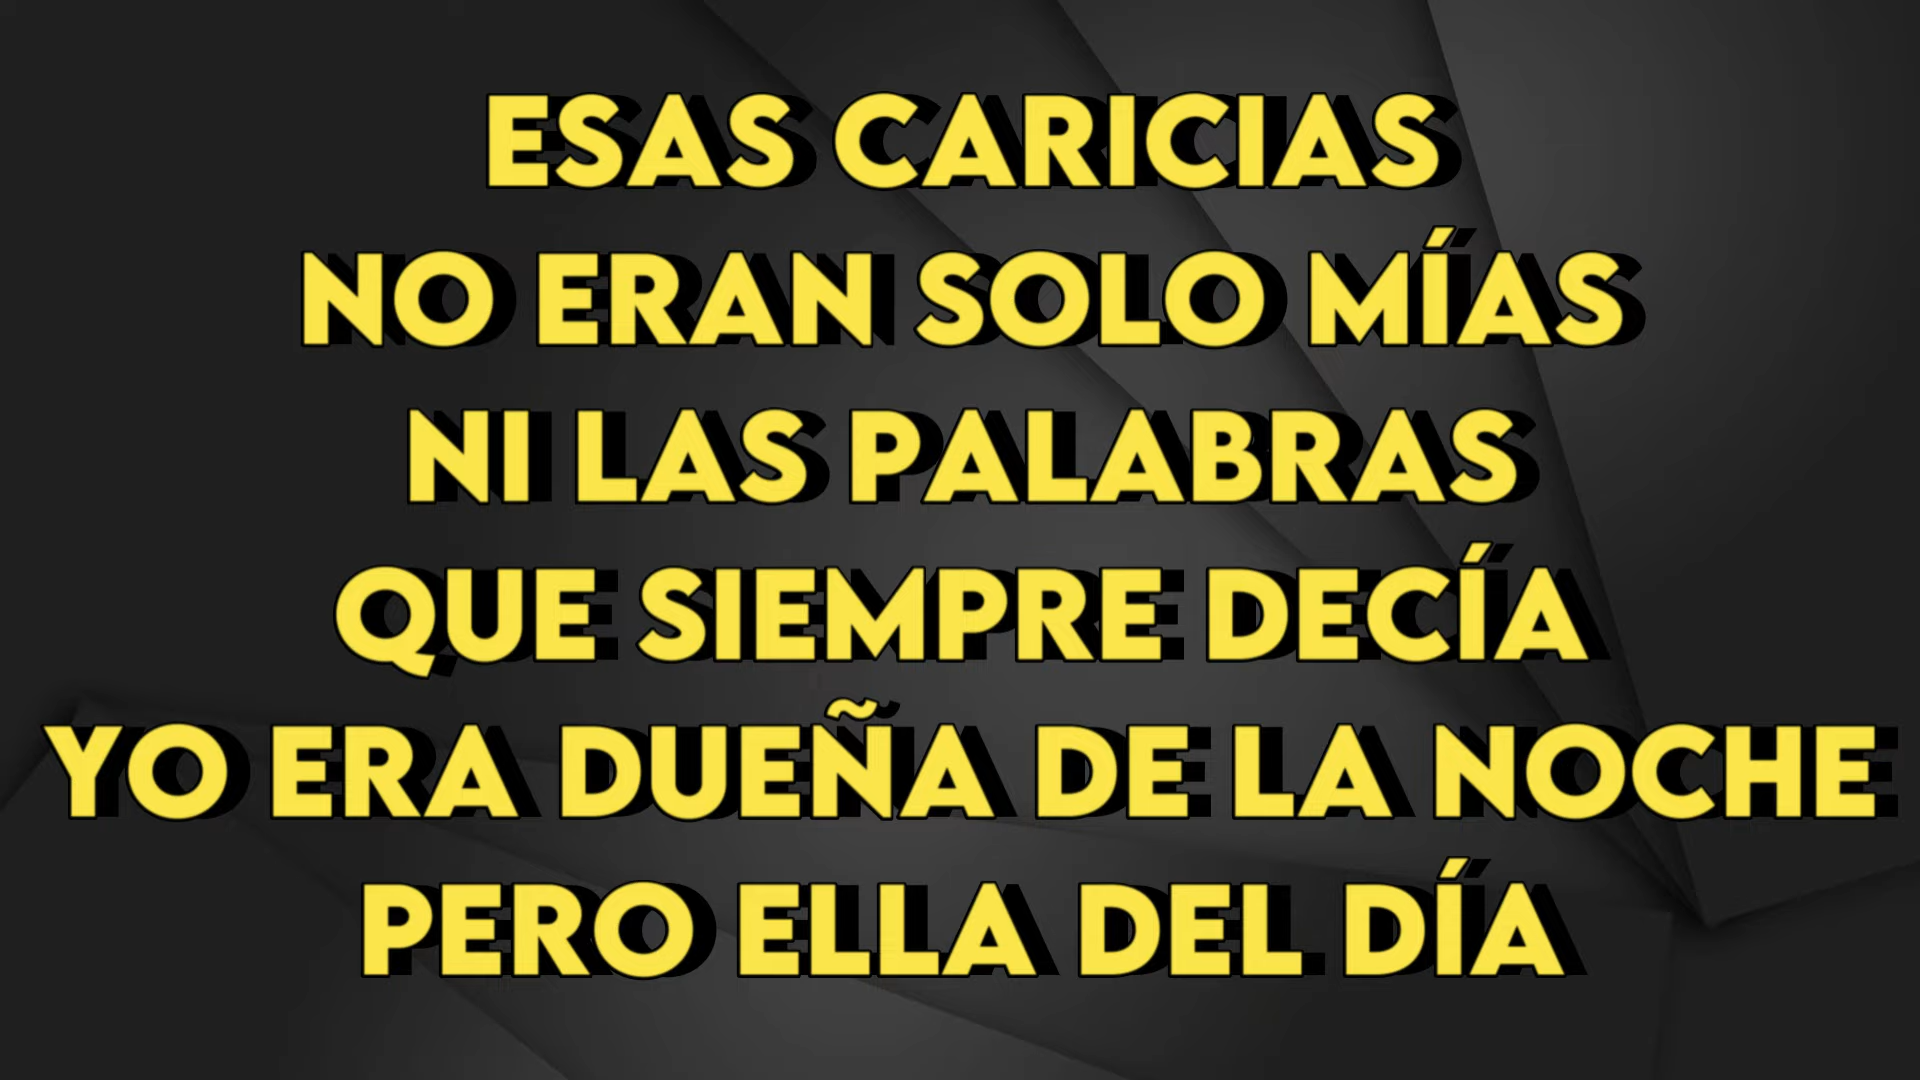 ESAS CARICIAS
NO ERAN SOLO MÍAS
NI LAS PALABRAS
QUE SIEMPRE DECÍA
YO ERA DUEÑA DE LA NOCHE
PERO ELLA DEL DÍA